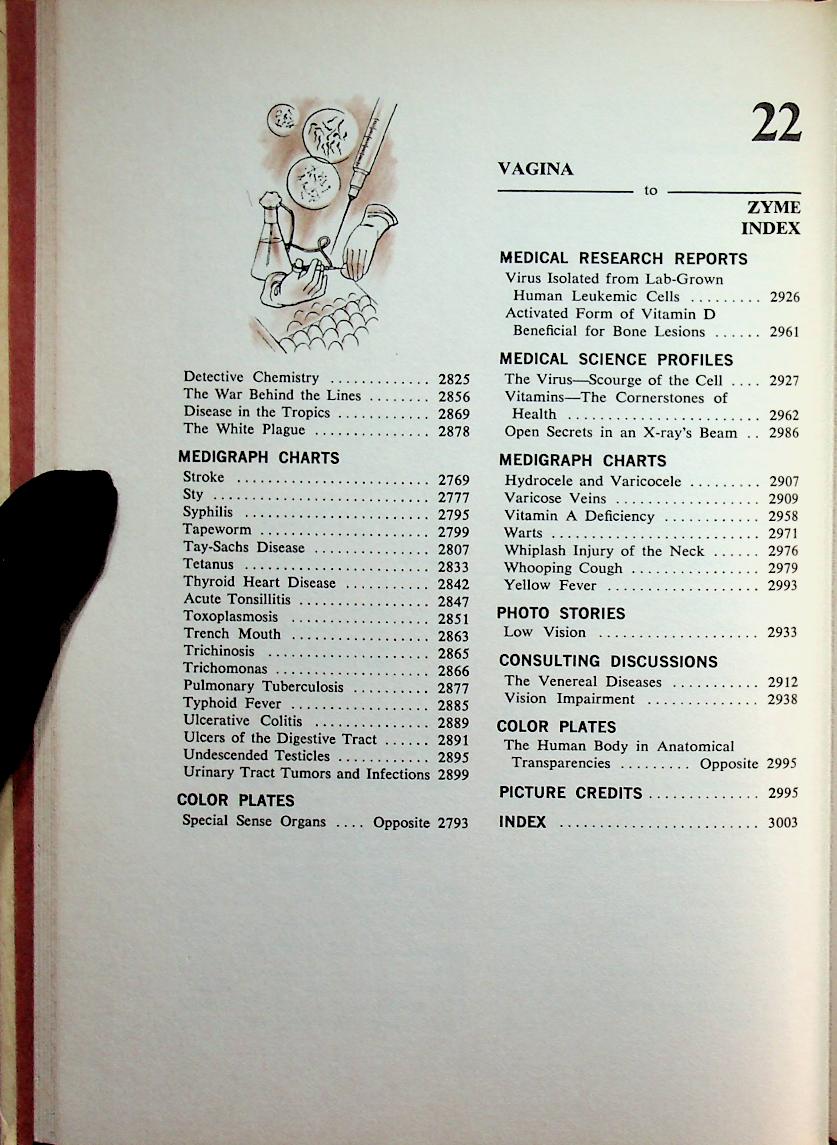 Detective Chemistry ............. 2825
The War Behind the Lines ........ 2856
Disease in the Tropics ............ 2869
The White Plague ............... 2878
MEDIGRAPH CHARTS
Stroke ......................... 2769
Sty ............................ 2777
Syphilis ........................ 2795
Tapeworm ...................... 2799
Tay-Sachs Disease ............... 2807
Tetanus ......................... 2833
Thyroid Heart Disease ........... 2842
Acute Tonsillitis ................. 2847
Toxoplasmosis .................. 2851
Trench Mouth .................. 2863
Trichinosis ..................... 2865
Trichomonas .................... 2866
Pulmonary Tuberculosis .......... 2877
Typhoid Fever ................... 2885
Ulcerative Colitis ............... 2889
Ulcers of the Digestive Tract ...... 2891
Undescended Testicles ............ 2895
Urinary Tract Tumors and Infections 2899
COLOR PLATES
Special Sense Organs .... Opposite 2793
22
VAGINA
to
ZYME
INDEX
MEDICAL RESEARCH REPORTS
Virus Isolated from Lab-Grown
Human Leukemic Cells ......... 2926
Activated Form of Vitamin D
Beneficial for Bone Lesions ...... 2961
MEDICAL SCIENCE PROFILES
The Virus—Scourge of the Cell .... 2927
Vitamins—The Cornerstones of
Health ......................... 2962
Open Secrets in an X-ray's Beam .. 2986
MEDIGRAPH CHARTS
Hydrocele and Varicocele ......... 2907
Varicose Veins ................... 2909
Vitamin A Deficiency ............ 2958
Warts ........................... 2971
Whiplash Injury of the Neck ...... 2976
Whooping Cough ................. 2979
Yellow Fever .................... 2993
PHOTO STORIES
Low Vision ..................... 2933
CONSULTING DISCUSSIONS
The Venereal Diseases ........... 2912
Vision Impairment .............. 2938
COLOR PLATES
The Human Body in Anatomical
Transparencies ......... Opposite 2995
PICTURE CREDITS .............. 2995
INDEX ......................... 3003